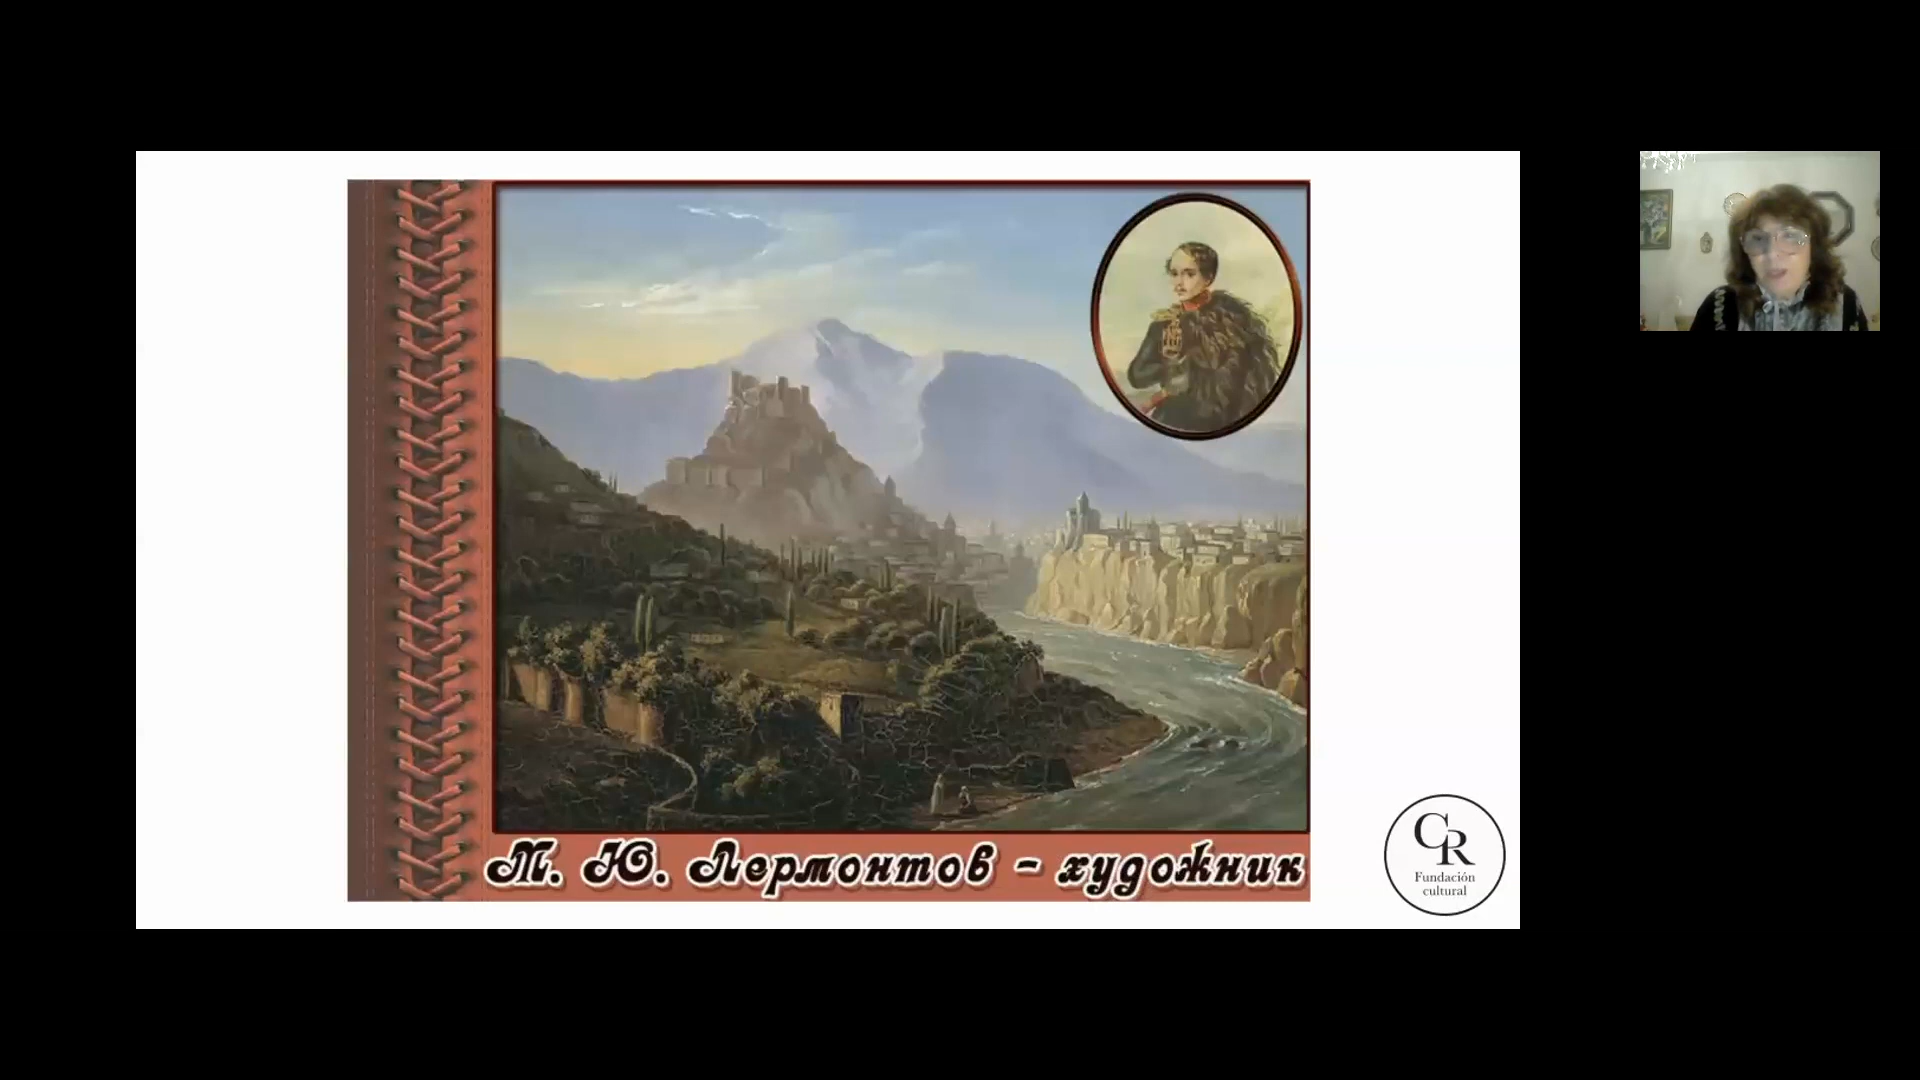 М. Ю. Лермонтов - художник
CR
Fundación
cultural